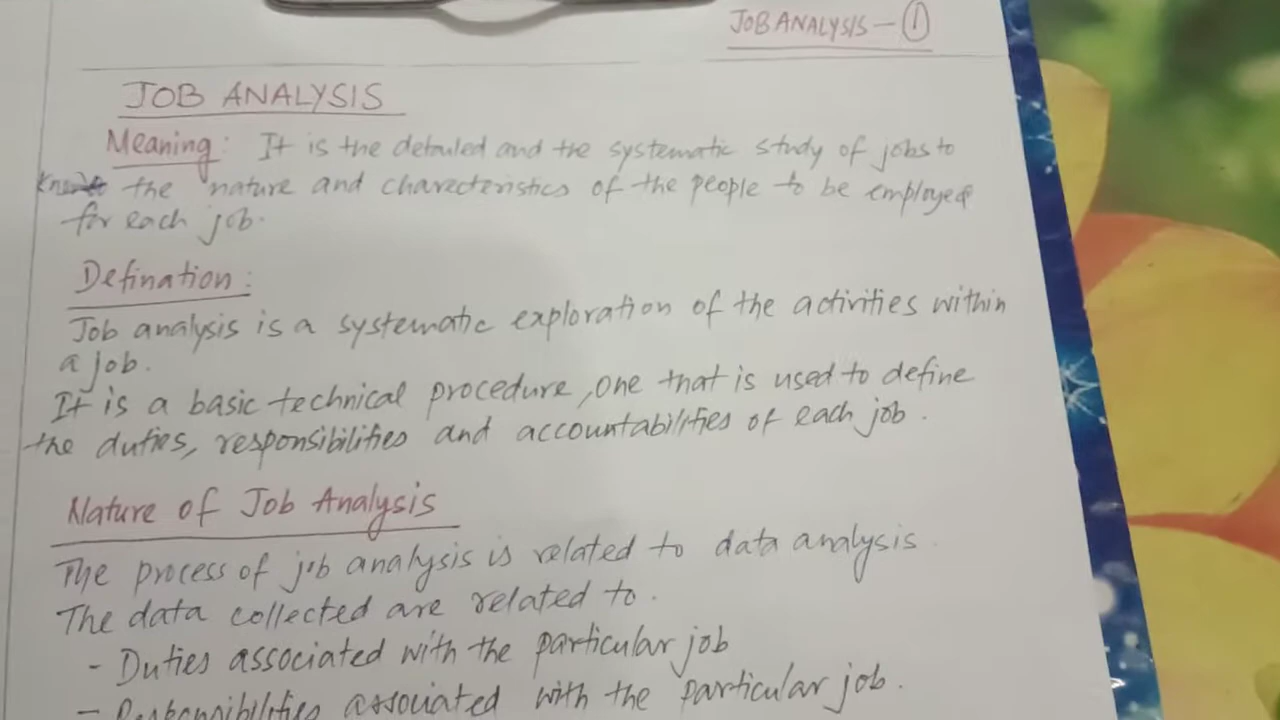 JOB ANALYSIS - 1
JOB ANALYSIS
Meaning: It is the detailed and the systematic study of jobs to
know the nature and charecteristics of the people to be employed
for each job.
Defination:
Job analysis is a systematic exploration of the activities within
a job.
It is a basic technical procedure, one that is used to define
the duties, responsibilities and accountabilities of each job.
Nature of Job Analysis
The process of job analysis is related to data analysis.
The data collected are related to.
- Duties associated with the particular job
- Responsibilities associated with the particular job.